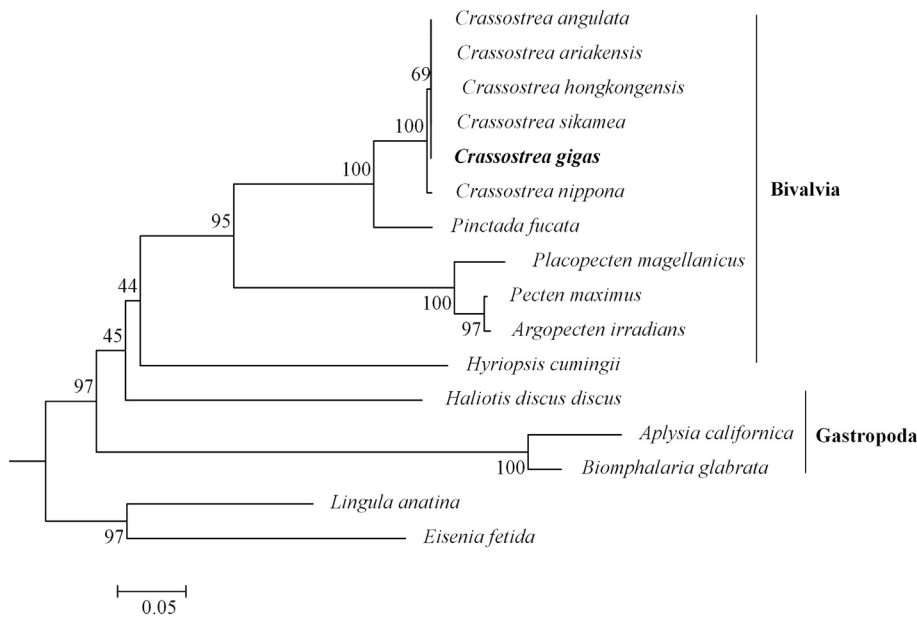 Crassostrea angulata
Crassostrea ariakensis
69
Crassostrea hongkongensis
100
Crassostrea sikamea
Crassostrea gigas
100
Crassostrea nippona
Bivalvia
95
Pinctada fucata
Placopecten magellanicus
44
100
Pecten maximus
97
Argopecten irradians
45
Hyriopsis cumingii
97
Haliotis discus discus
Aplysia californica
Gastropoda
100
Biomphalaria glabrata
Lingula anatina
97
Eisenia fetida
0.05